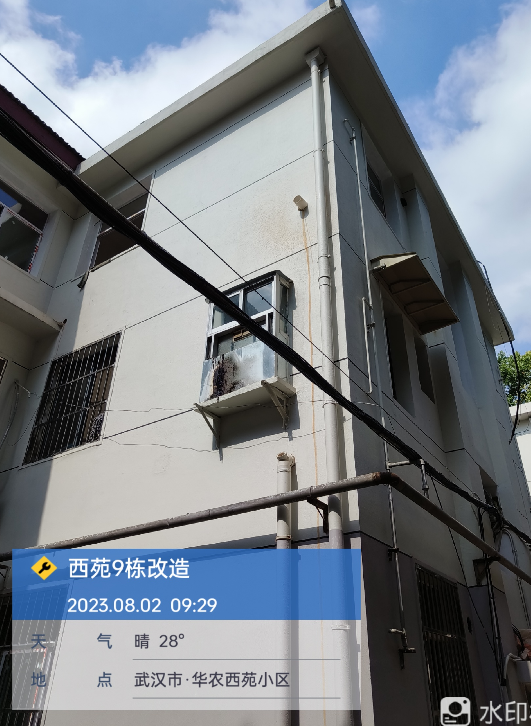 西苑9栋改造
2023.08.02 09:29
天 气 晴 28°
地 点 武汉市·华农西苑小区
水印